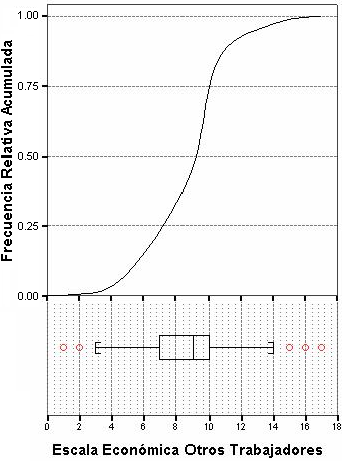 Frecuencia Relativa Acumulada
1.00
0.75
0.50
0.25
0.00
0 2 4 6 8 10 12 14 16 18
Escala Económica Otros Trabajadores